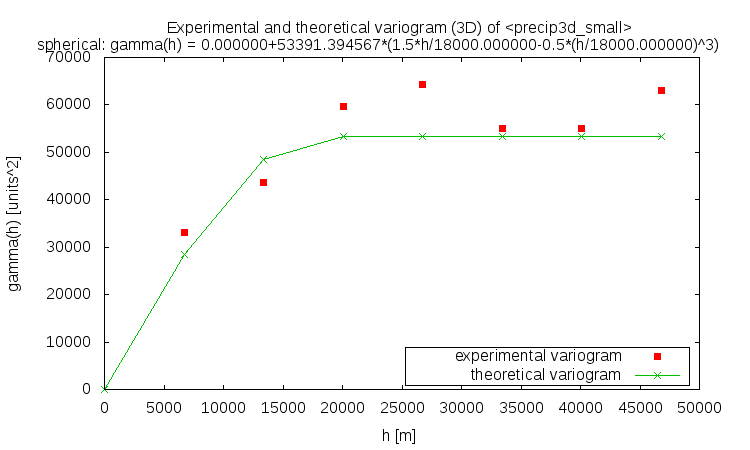 Experimental and theoretical variogram (3D) of <precip3d_small>
spherical: gamma(h) = 0.000000+53391.394567*(1.5*h/18000.000000-0.5*(h/18000.000000)^3)
70000
60000
50000
40000
30000
20000
10000
0
gamma(h) [units^2]
experimental variogram
theoretical variogram
0 5000 10000 15000 20000 25000 30000 35000 40000 45000 50000
h [m]